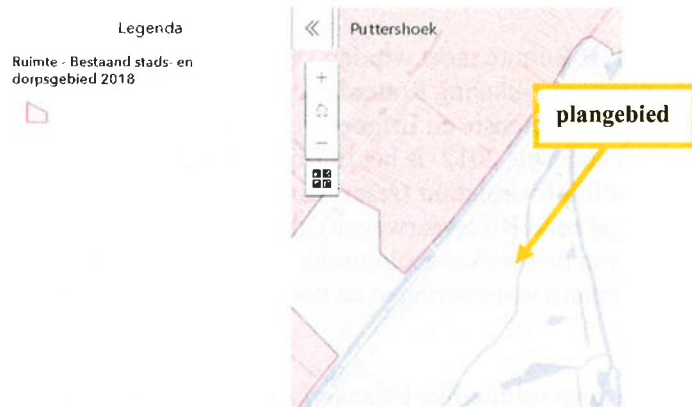 Legenda
Ruimte - Bestaand stads- en
dorpsgebied 2018
Puttershoek
plangebied